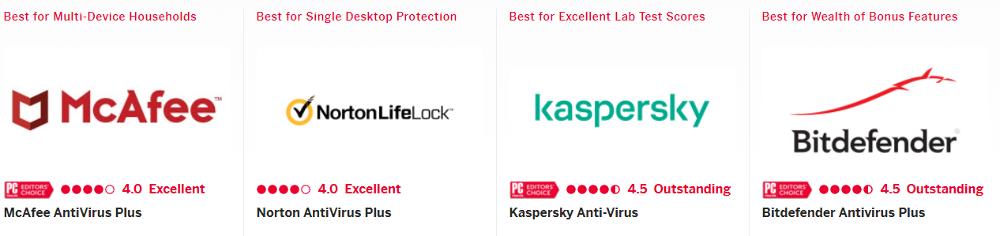 Best for Multi-Device Households
McAfee™
PC EDITORS' CHOICE 4.0 Excellent
McAfee AntiVirus Plus
Best for Single Desktop Protection
NortonLifeLock™
4.0 Excellent
Norton AntiVirus Plus
Best for Excellent Lab Test Scores
kaspersky
PC EDITORS' CHOICE 4.5 Outstanding
Kaspersky Anti-Virus
Best for Wealth of Bonus Features
Bitdefender®
PC EDITORS' CHOICE 4.5 Outstanding
Bitdefender Antivirus Plus